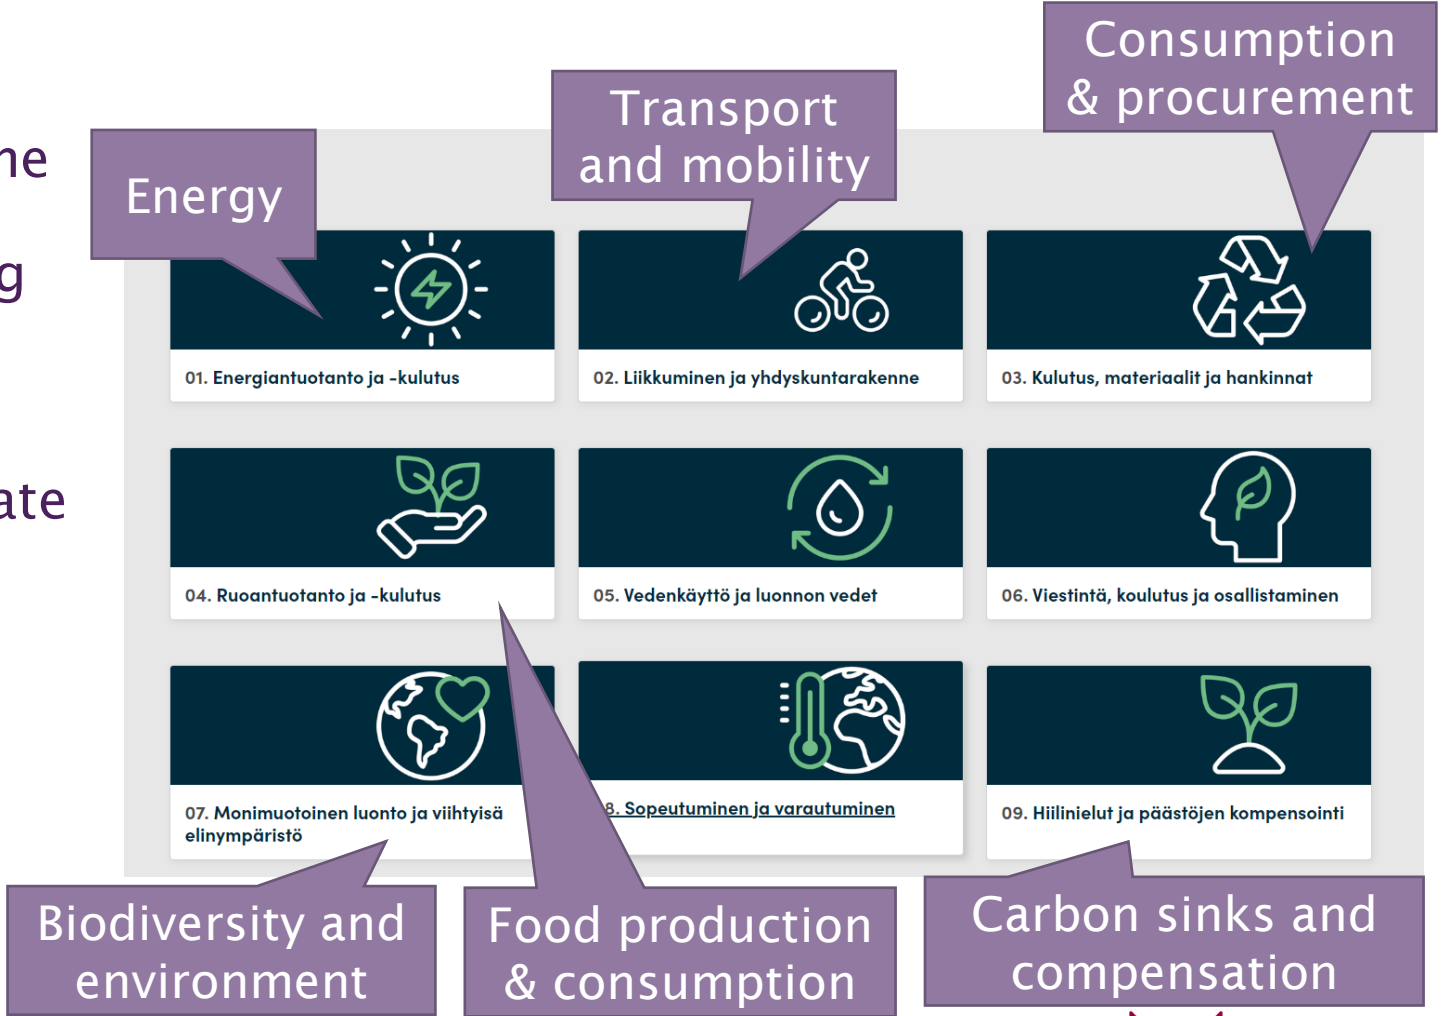 Consumption
& procurement
Transport
and mobility
Energy
01. Energiantuotanto ja -kulutus
02. Liikkuminen ja yhdyskuntarakenne
03. Kulutus, materiaalit ja hankinnat
04. Ruoantuotanto ja -kulutus
05. Vedenkäyttö ja luonnon vedet
06. Viestintä, koulutus ja osallistaminen
07. Monimuotoinen luonto ja viihtyisä
elinympäristö
8. Sopeutuminen ja varautuminen
09. Hiilinielut ja päästöjen kompensointi
Biodiversity and
environment
Food production
& consumption
Carbon sinks and
compensation